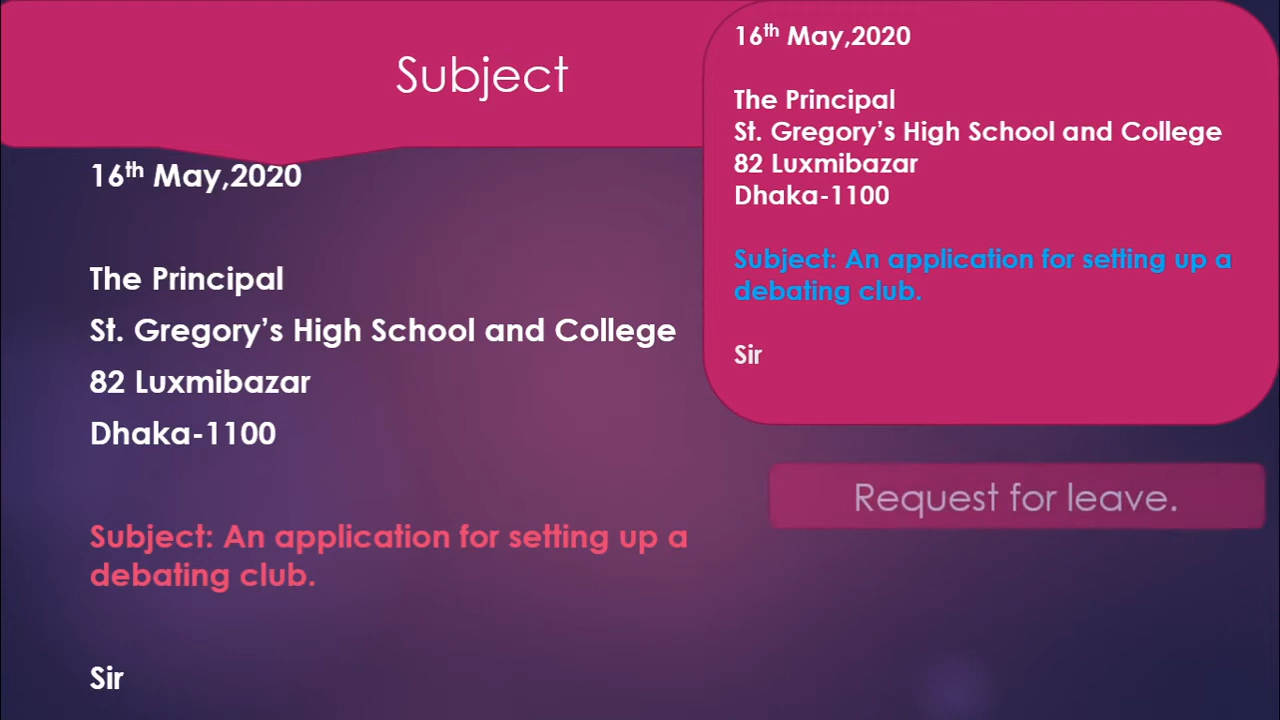 Subject
16th May,2020
The Principal
St. Gregory's High School and College
82 Luxmibazar
Dhaka-1100
Subject: An application for setting up a
debating club.
Sir
16th May,2020
The Principal
St. Gregory's High School and College
82 Luxmibazar
Dhaka-1100
Subject: An application for setting up a
debating club.
Sir
Request for leave.